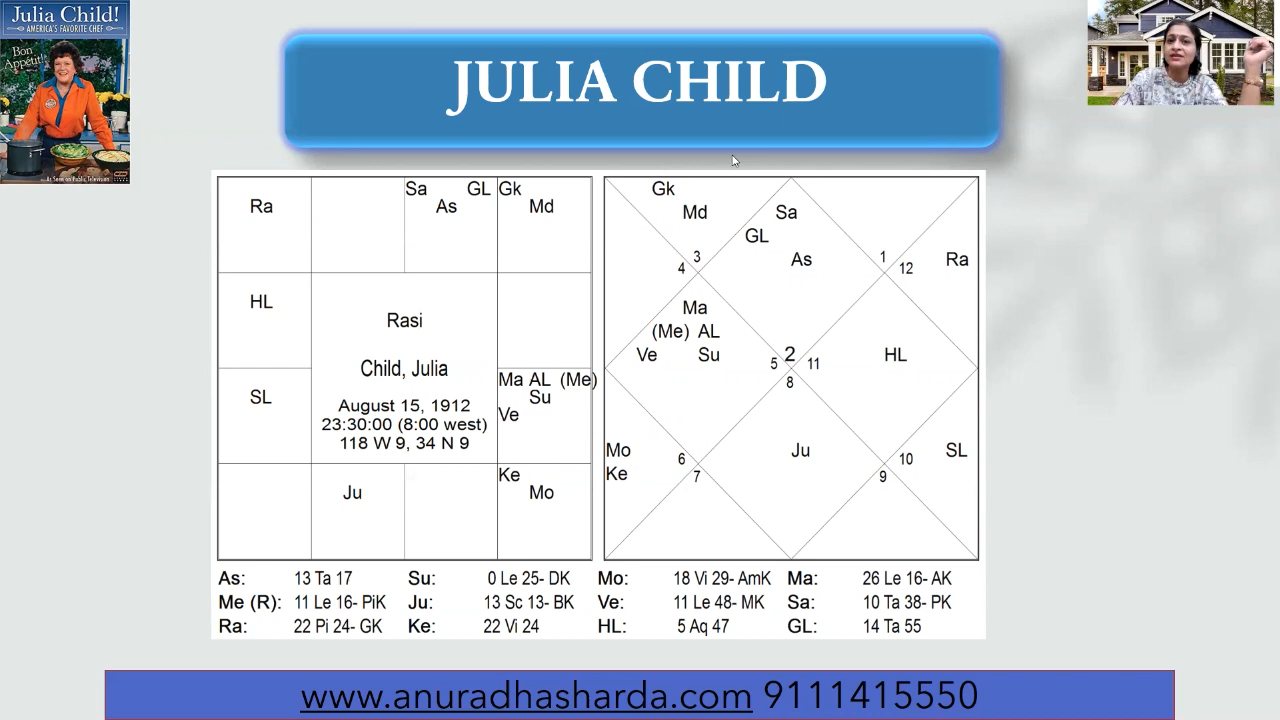 Julia Child!
AMERICA'S FAVORITE CHEF
Bon
Appétit!
As Seen on Public Television
JULIA CHILD
Ra
Sa GL
As
Gk
Md
HL
SL
Rasi
Child, Julia
August 15, 1912
23:30:00 (8:00 west)
118 W 9, 34 N 9
Ma AL (Me)
Su
Ve
Ju
Ke
Mo
Gk
Md
Sa
GL
As
3
4
1
12
Ra
Ma
(Me) AL
Ve Su
5 2 11
8
HL
Mo
Ke
6
7
Ju
10
9
SL
As: 13 Ta 17 Su: 0 Le 25- DK Mo: 18 Vi 29- AmK Ma: 26 Le 16- AK
Me (R): 11 Le 16- PiK Ju: 13 Sc 13- BK Ve: 11 Le 48- MK Sa: 10 Ta 38- PK
Ra: 22 Pi 24- GK Ke: 22 Vi 24 HL: 5 Aq 47 GL: 14 Ta 55
www.anuradhasharda.com 9111415550